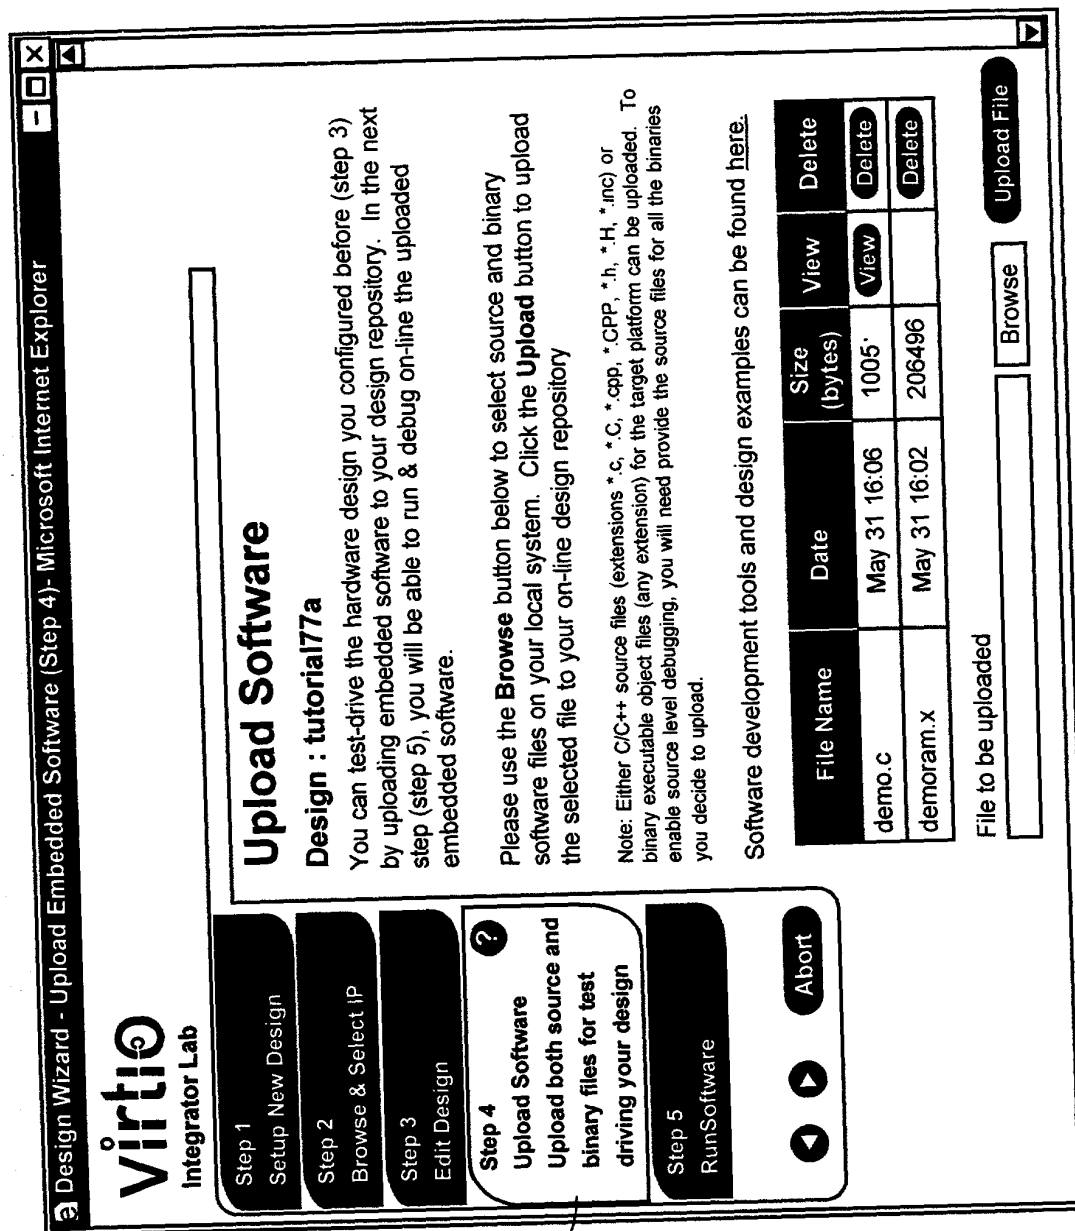 Design Wizard - Upload Embedded Software (Step 4)- Microsoft Internet Explorer
Virtio
Integrator Lab
Step 1
Setup New Design
Step 2
Browse & Select IP
Step 3
Edit Design
Step 4
?
Upload Software
Upload both source and
binary files for test
driving your design
Step 5
RunSoftware
Abort
Upload Software
Design : tutorial77a
You can test-drive the hardware design you configured before (step 3)
by uploading embedded software to your design repository. In the next
step (step 5), you will be able to run & debug on-line the uploaded
embedded software.
Please use the Browse button below to select source and binary
software files on your local system. Click the Upload button to upload
the selected file to your on-line design repository
Note: Either C/C++ source files (extensions *.c, *.C, *.cpp, *.CPP, *.h, *.H, *.inc) or
binary executable object files (any extension) for the target platform can be uploaded. To
enable source level debugging, you will need provide the source files for all the binaries
you decide to upload.
Software development tools and design examples can be found here.
File Name Date Size (bytes) View Delete
demo.c May 31 16:06 1005 View Delete
demoram.x May 31 16:02 206496 Delete
File to be uploaded
Browse Upload File